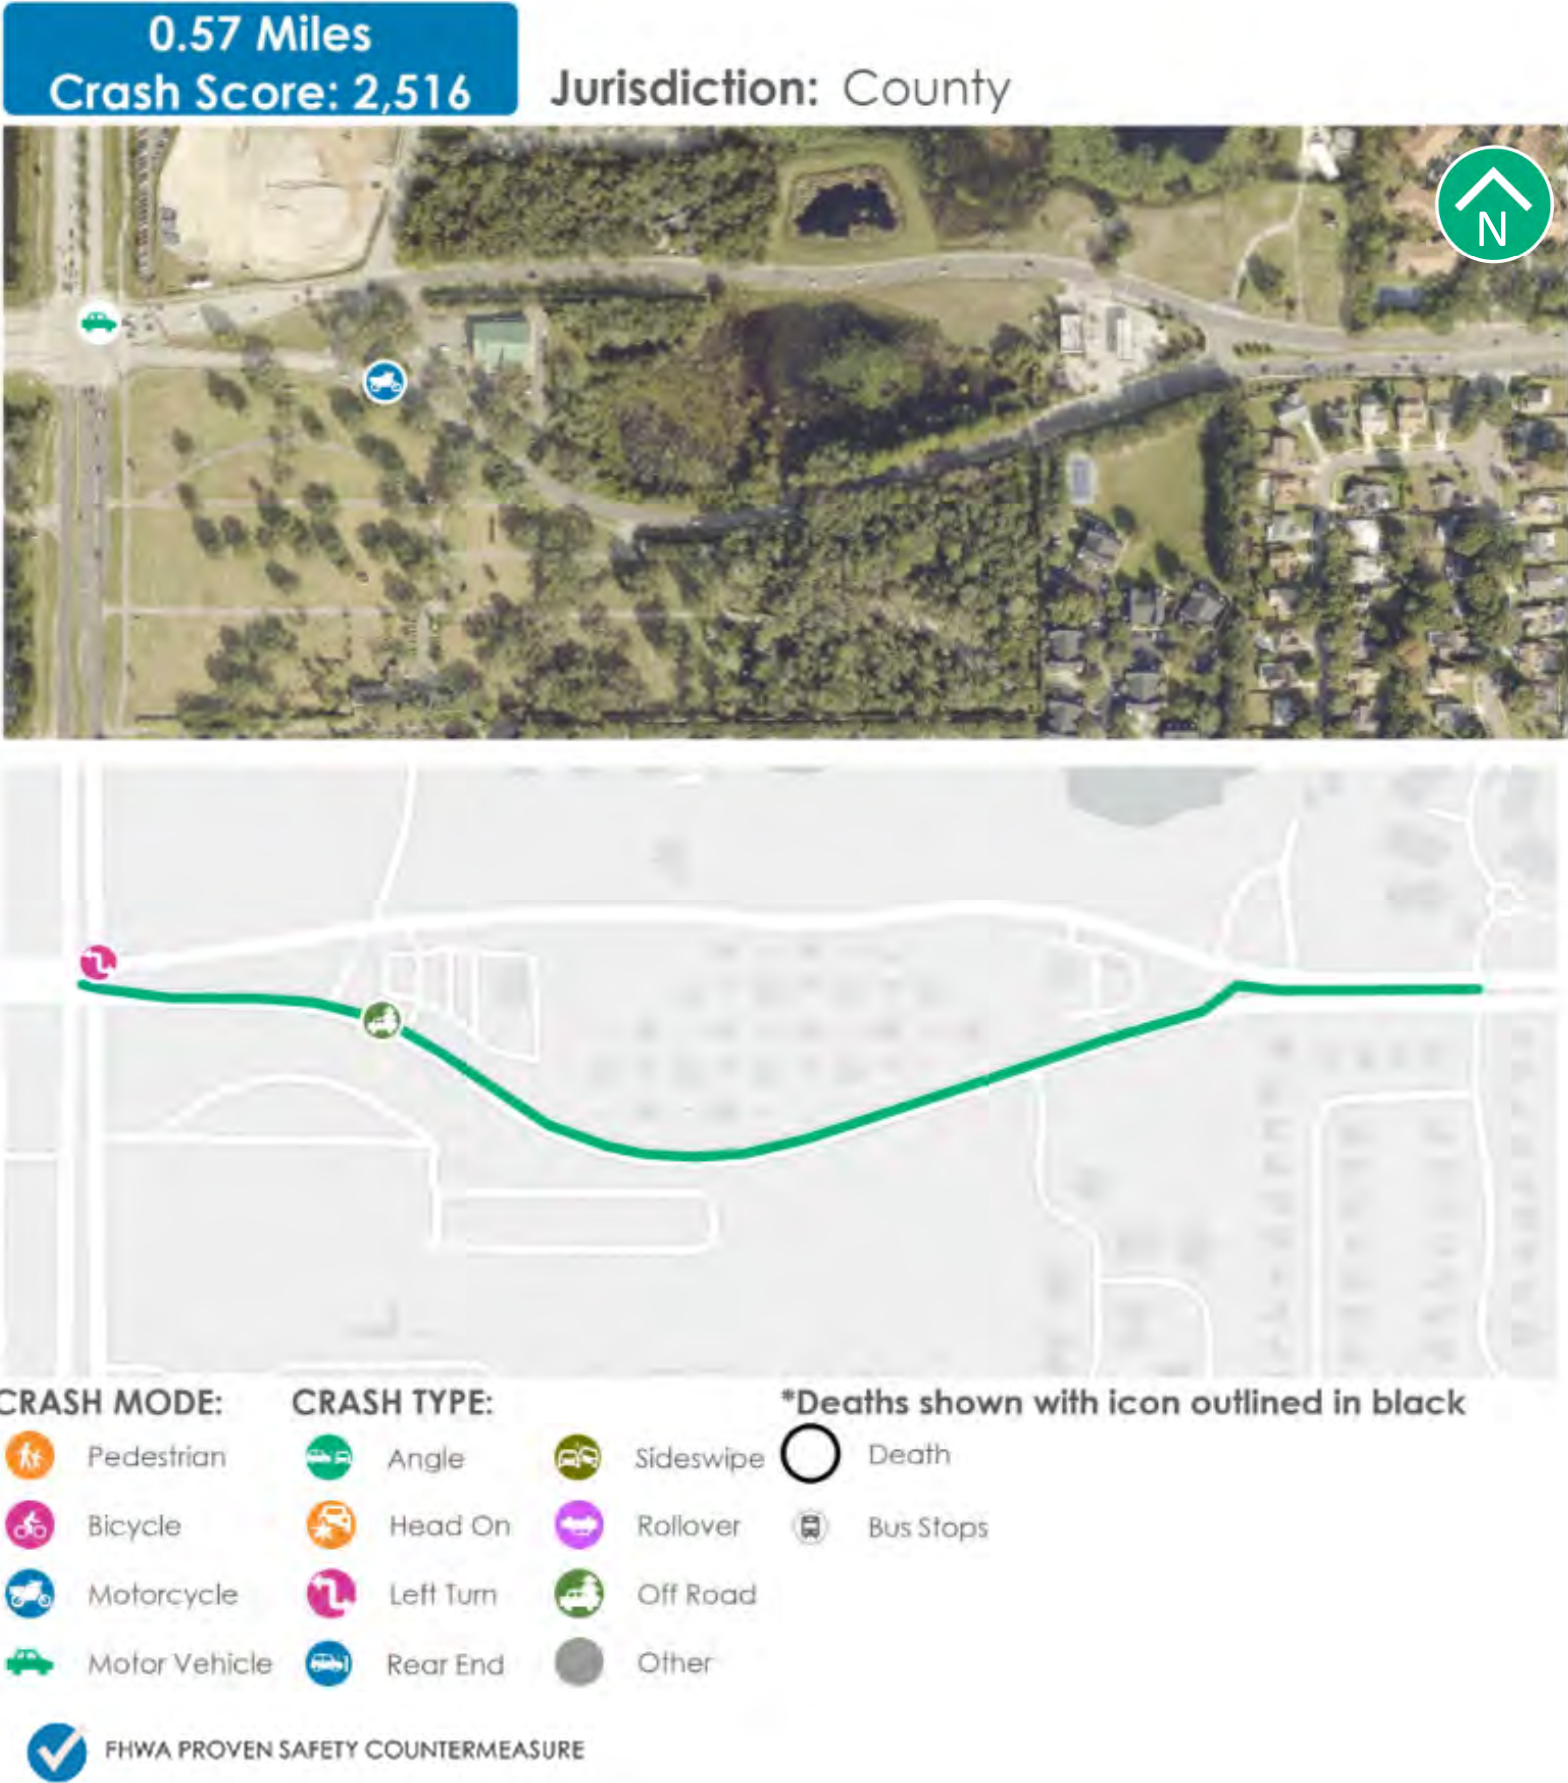 0.57 Miles
Crash Score: 2,516
Jurisdiction: County
N
CRASH MODE:
CRASH TYPE:
*Deaths shown with icon outlined in black
Pedestrian
Angle
Sideswipe
Death
Bicycle
Head On
Rollover
Bus Stops
Motorcycle
Left Turn
Off Road
Motor Vehicle
Rear End
Other
FHWA PROVEN SAFETY COUNTERMEASURE